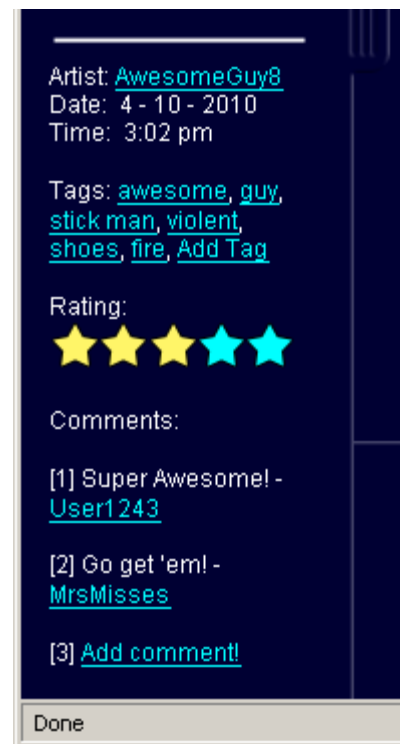 Artist: AwesomeGuy8
Date: 4 - 10 - 2010
Time: 3:02 pm
Tags: awesome, guy,
stick man, violent,
shoes, fire, Add Tag
Rating:
Comments:
[1] Super Awesome! -
User1243
[2] Go get 'em! -
MrsMisses
[3] Add comment!
Done